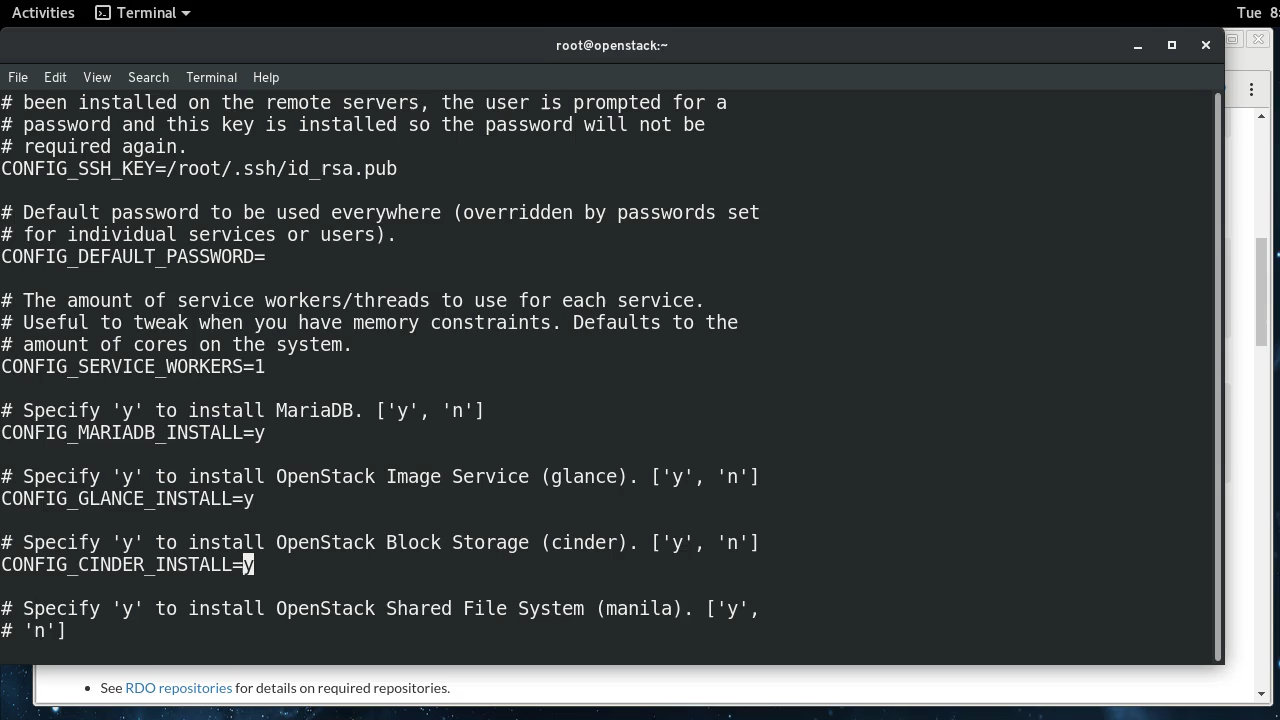 Activities Terminal Tue 8:
root@openstack:~
File Edit View Search Terminal Help
# been installed on the remote servers, the user is prompted for a
# password and this key is installed so the password will not be
# required again.
CONFIG_SSH_KEY=/root/.ssh/id_rsa.pub
# Default password to be used everywhere (overridden by passwords set
# for individual services or users).
CONFIG_DEFAULT_PASSWORD=
# The amount of service workers/threads to use for each service.
# Useful to tweak when you have memory constraints. Defaults to the
# amount of cores on the system.
CONFIG_SERVICE_WORKERS=1
# Specify 'y' to install MariaDB. ['y', 'n']
CONFIG_MARIADB_INSTALL=y
# Specify 'y' to install OpenStack Image Service (glance). ['y', 'n']
CONFIG_GLANCE_INSTALL=y
# Specify 'y' to install OpenStack Block Storage (cinder). ['y', 'n']
CONFIG_CINDER_INSTALL=y
# Specify 'y' to install OpenStack Shared File System (manila). ['y',
# 'n']
See RDO repositories for details on required repositories.